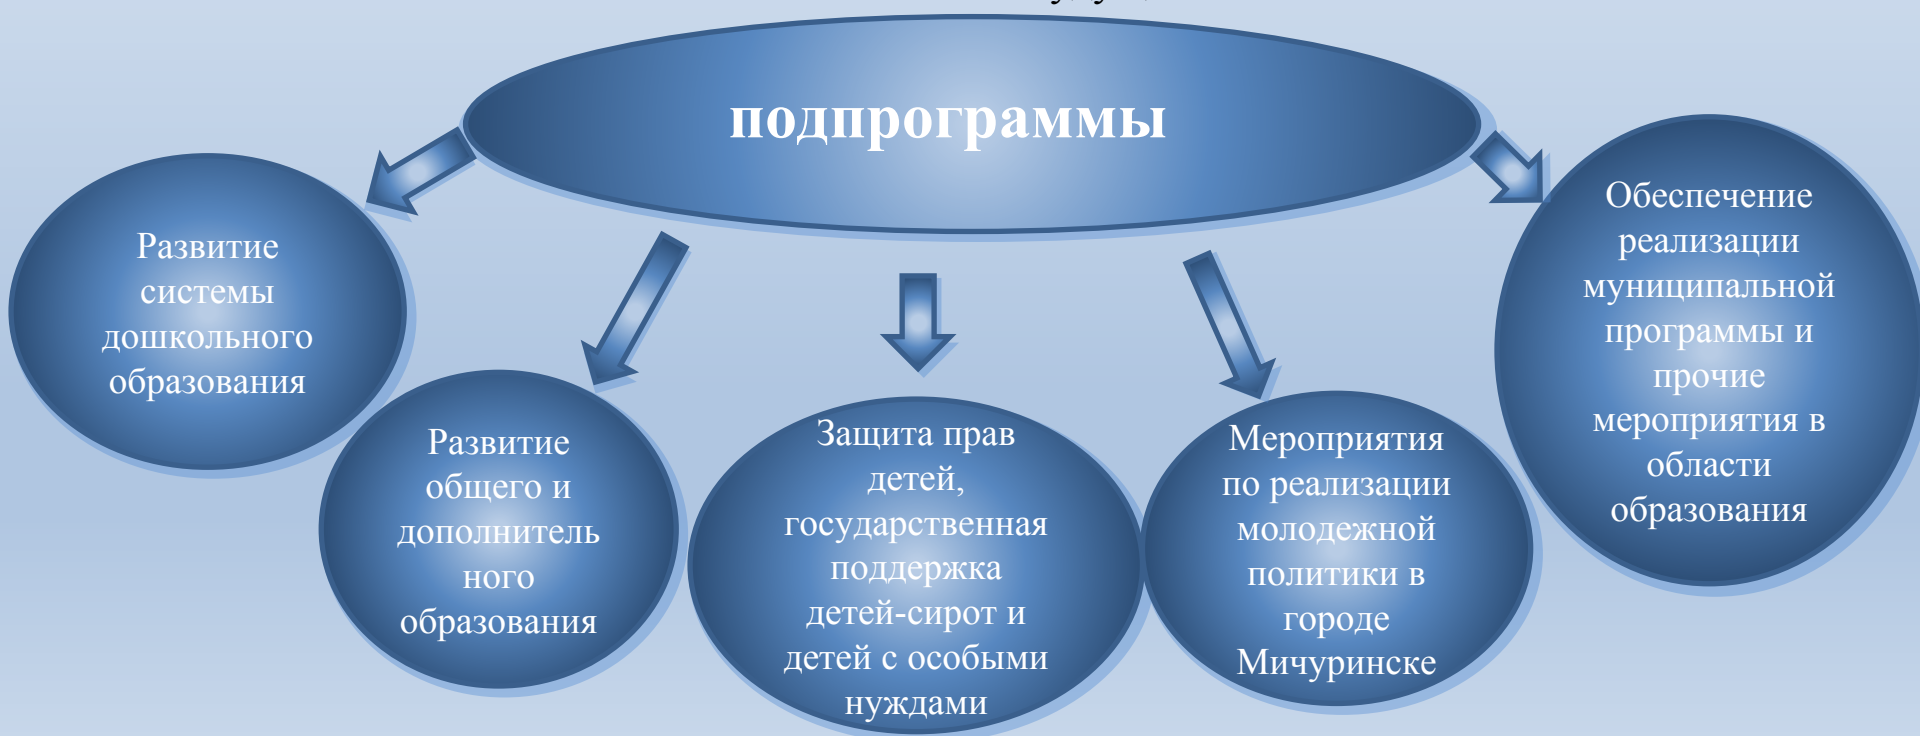 подпрограммы
Развитие
системы
дошкольного
образования
Развитие
общего и
дополнитель
ного
образования
Защита прав
детей,
государственная
поддержка
детей-сирот и
детей с особыми
нуждами
Мероприятия
по реализации
молодежной
политики в
городе
Мичуринске
Обеспечение
реализации
муниципальной
программы и
прочие
мероприятия в
области
образования